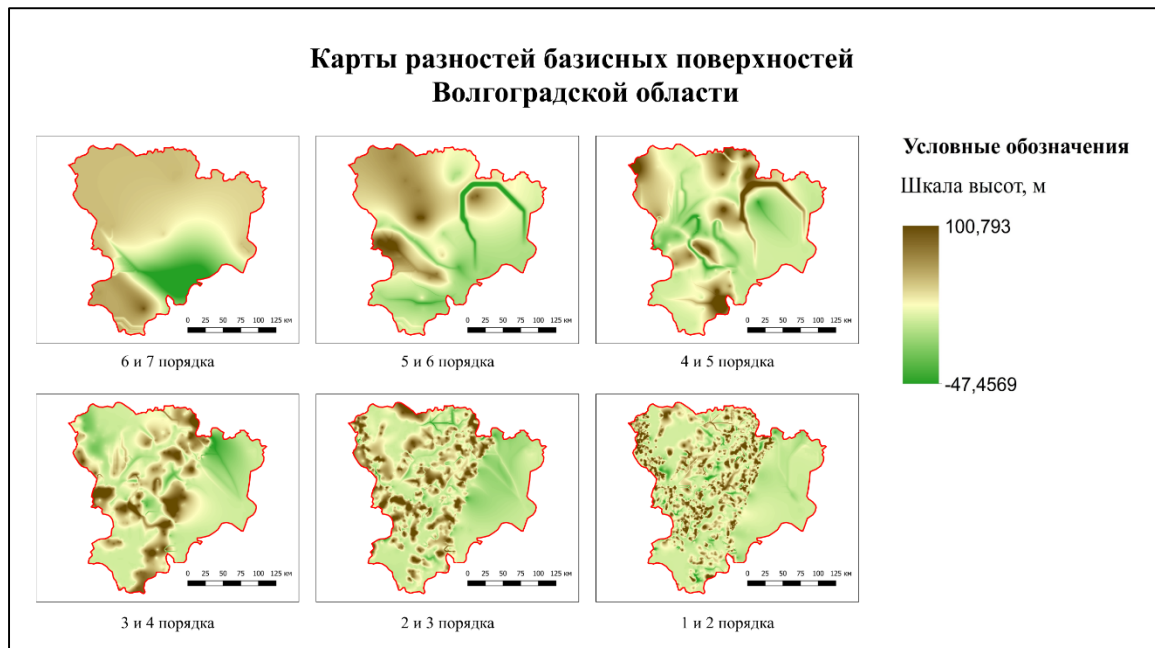 Карты разностей базисных поверхностей
Волгоградской области
Условные обозначения
Шкала высот, м
100,793
-47,4569
0 25 50 75 100 125 км
0 25 50 75 100 125 км
0 25 50 75 100 125 км
6 и 7 порядка
5 и 6 порядка
4 и 5 порядка
0 25 50 75 100 125 км
0 25 50 75 100 125 км
0 25 50 75 100 125 км
3 и 4 порядка
2 и 3 порядка
1 и 2 порядка